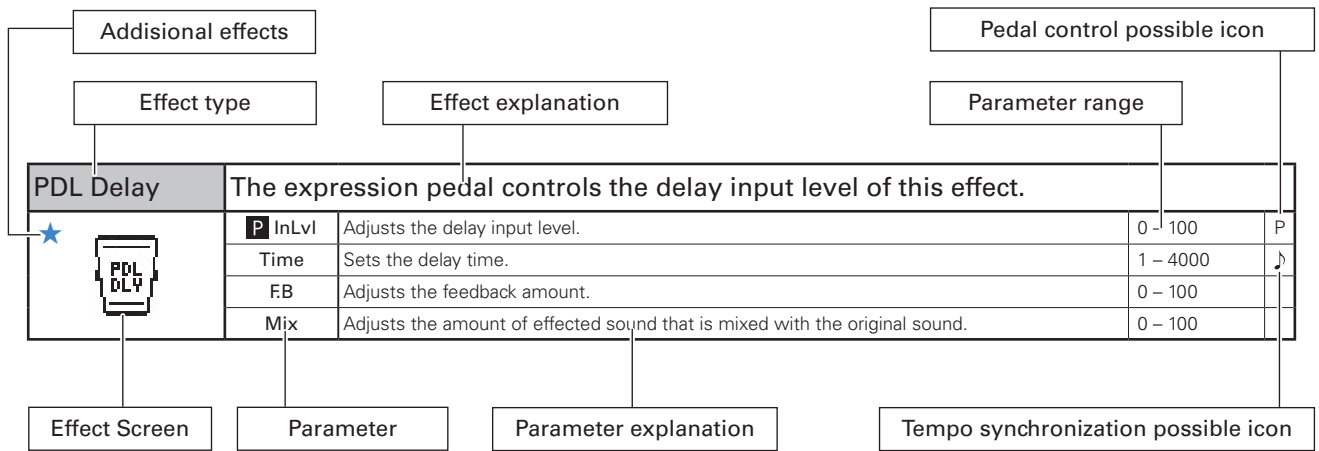 Addisional effects
Pedal control possible icon
Effect type
Effect explanation
Parameter range
PDL Delay
The expression pedal controls the delay input level of this effect.
P InLvl Adjusts the delay input level. 0 - 100 P
Time Sets the delay time. 1 – 4000 ♪
F.B Adjusts the feedback amount. 0 – 100
Mix Adjusts the amount of effected sound that is mixed with the original sound. 0 – 100
PDL
DLY
Effect Screen
Parameter
Parameter explanation
Tempo synchronization possible icon